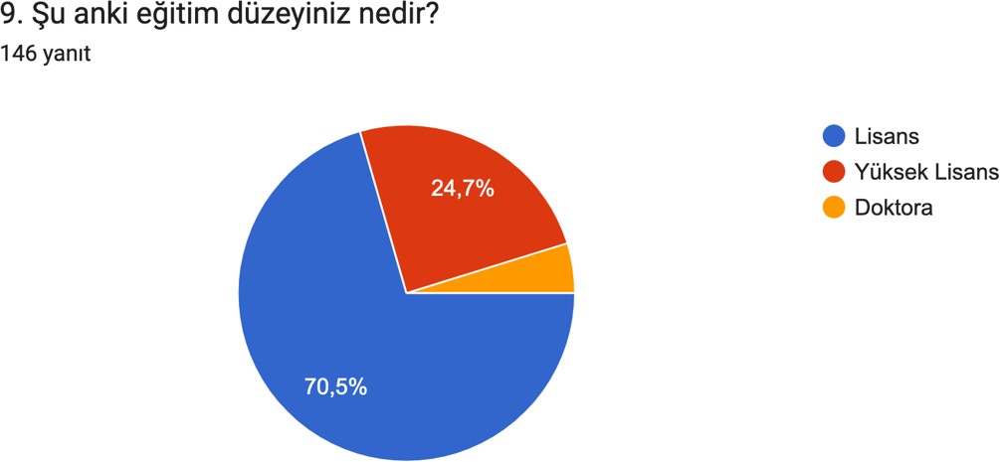 9. Şu anki eğitim düzeyiniz nedir?
146 yanıt
Lisans
Yüksek Lisans
Doktora
24,7%
70,5%